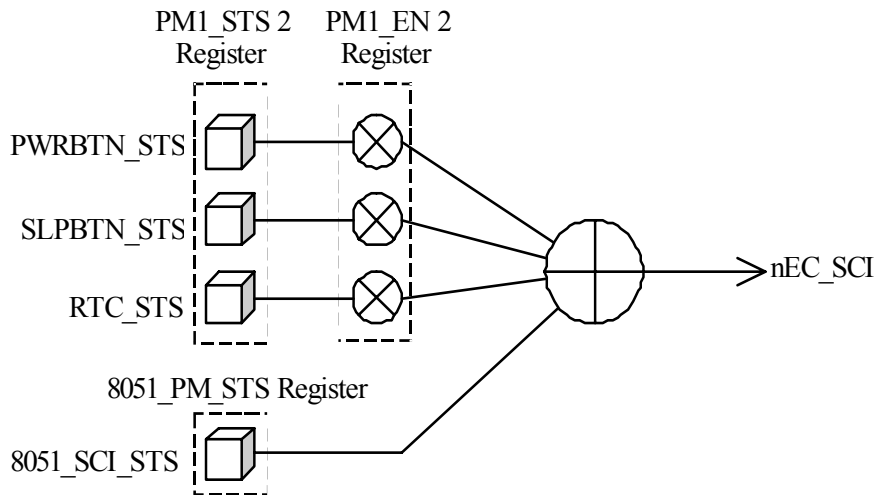 PM1_STS 2
Register
PM1_EN 2
Register
PWRBTN_STS
SLPBTN_STS
RTC_STS
nEC_SCI
8051_PM_STS Register
8051_SCI_STS